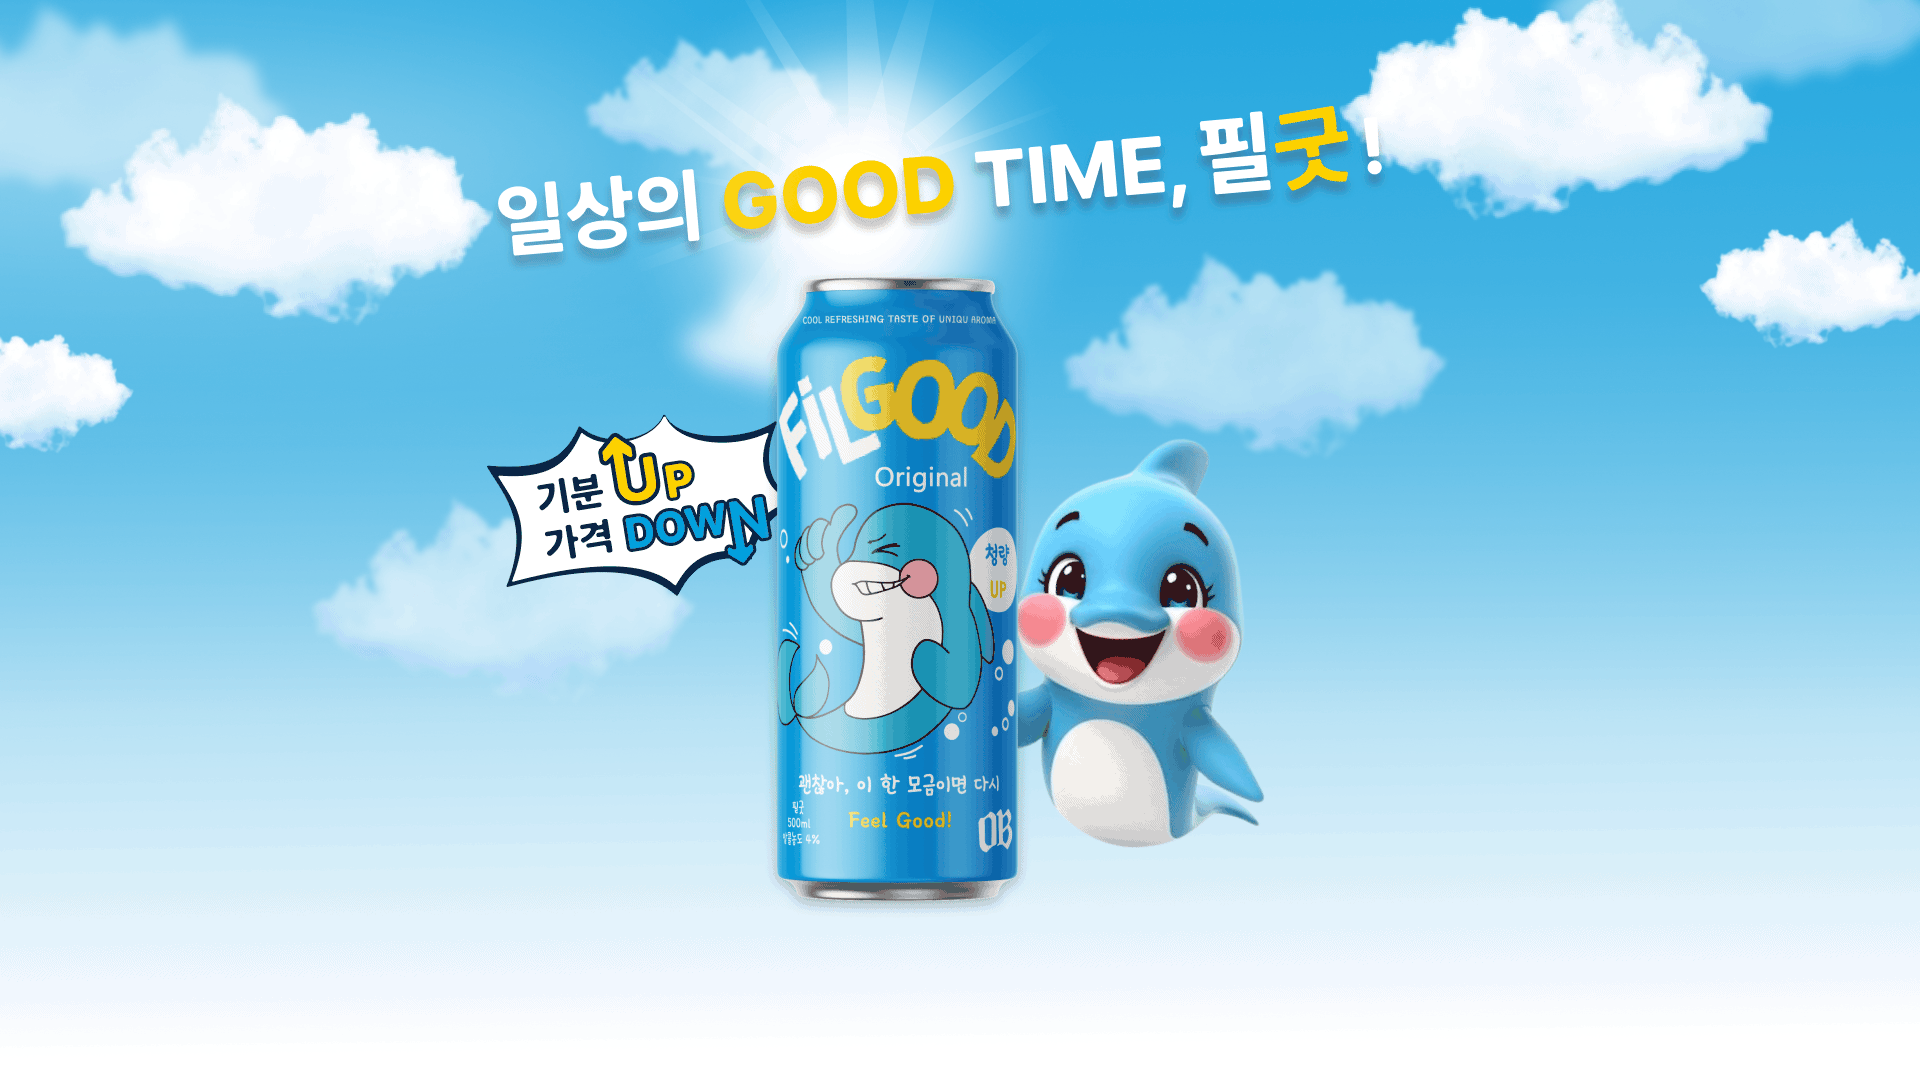 일상의 GOOD TIME, 필굿!
COOL REFRESHING TASTE OF UNIQU AROMA
FiLGOOD
Original
기분 UP
가격 DOWN
청량
UP
괜찮아, 이 한 모금이면 다시
Feel Good!
필굿
500ml
알콜농도 4%
OB